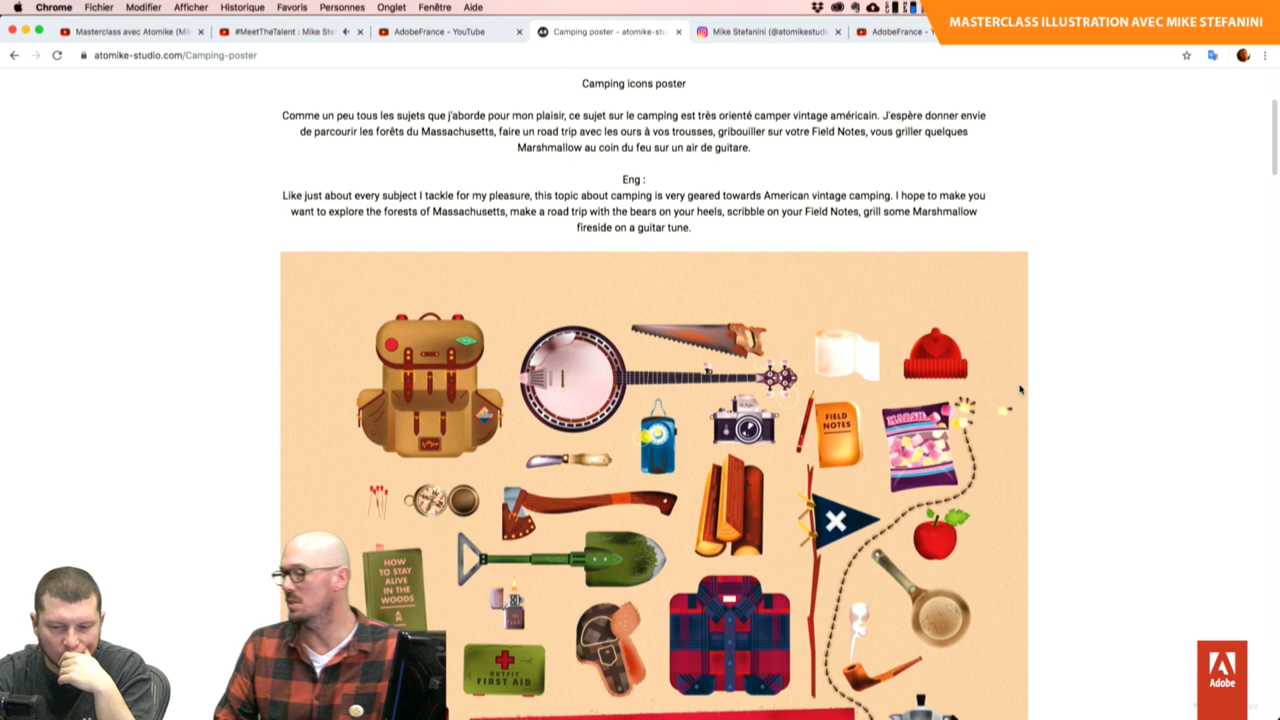 Chrome Fichier Modifier Afficher Historique Favoris Personnes Onglet Fenêtre Aide
MASTERCLASS ILLUSTRATION AVEC MIKE STEFANINI
Masterclass avec Atomike (Mi
#MeetTheTalent : Mike Ste
AdobeFrance - YouTube
Camping poster - atomike-stu
Mike Stefanini (@atomikestudi
AdobeFrance - Y
atomike-studio.com/Camping-poster
Camping icons poster
Comme un peu tous les sujets que j'aborde pour mon plaisir, ce sujet sur le camping est très orienté camper vintage américain. J'espère donner envie
de parcourir les forêts du Massachusetts, faire un road trip avec les ours à vos trousses, gribouiller sur votre Field Notes, vous griller quelques
Marshmallow au coin du feu sur un air de guitare.
Eng :
Like just about every subject I tackle for my pleasure, this topic about camping is very geared towards American vintage camping. I hope to make you
want to explore the forests of Massachusetts, make a road trip with the bears on your heels, scribble on your Field Notes, grill some Marshmallow
fireside on a guitar tune.
FIELD
NOTES
MARSH
HOW
TO STAY
ALIVE
IN THE
WOODS
OUTFIT
FIRST AID
Adobe